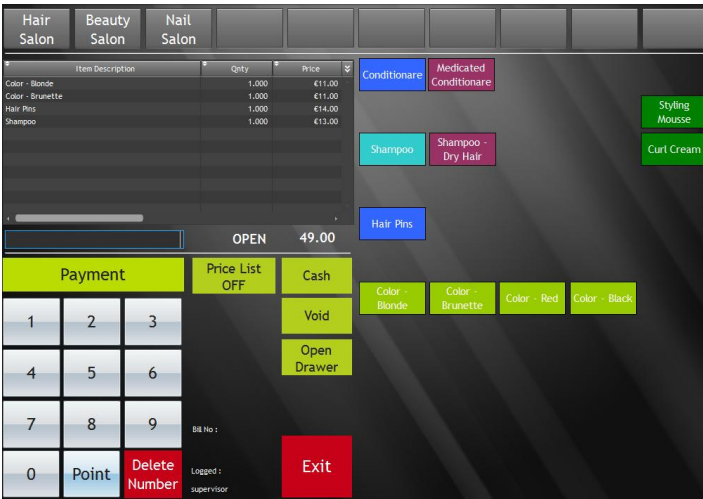 Hair
Salon
Beauty
Salon
Nail
Salon
Item Description Qnty Price
Color - Blonde 1.000 €11.00
Color - Brunette 1.000 €11.00
Hair Pins 1.000 €14.00
Shampoo 1.000 €13.00
OPEN 49.00
Conditionare
Medicated
Conditionare
Styling
Mousse
Shampoo
Shampoo -
Dry Hair
Curl Cream
Hair Pins
Color -
Blonde
Color -
Brunette
Color - Red
Color - Black
Payment
Price List
OFF
Cash
Void
Open
Drawer
1 2 3
4 5 6
7 8 9
0 Point
Delete
Number
Bill No :
Logged :
supervisor
Exit